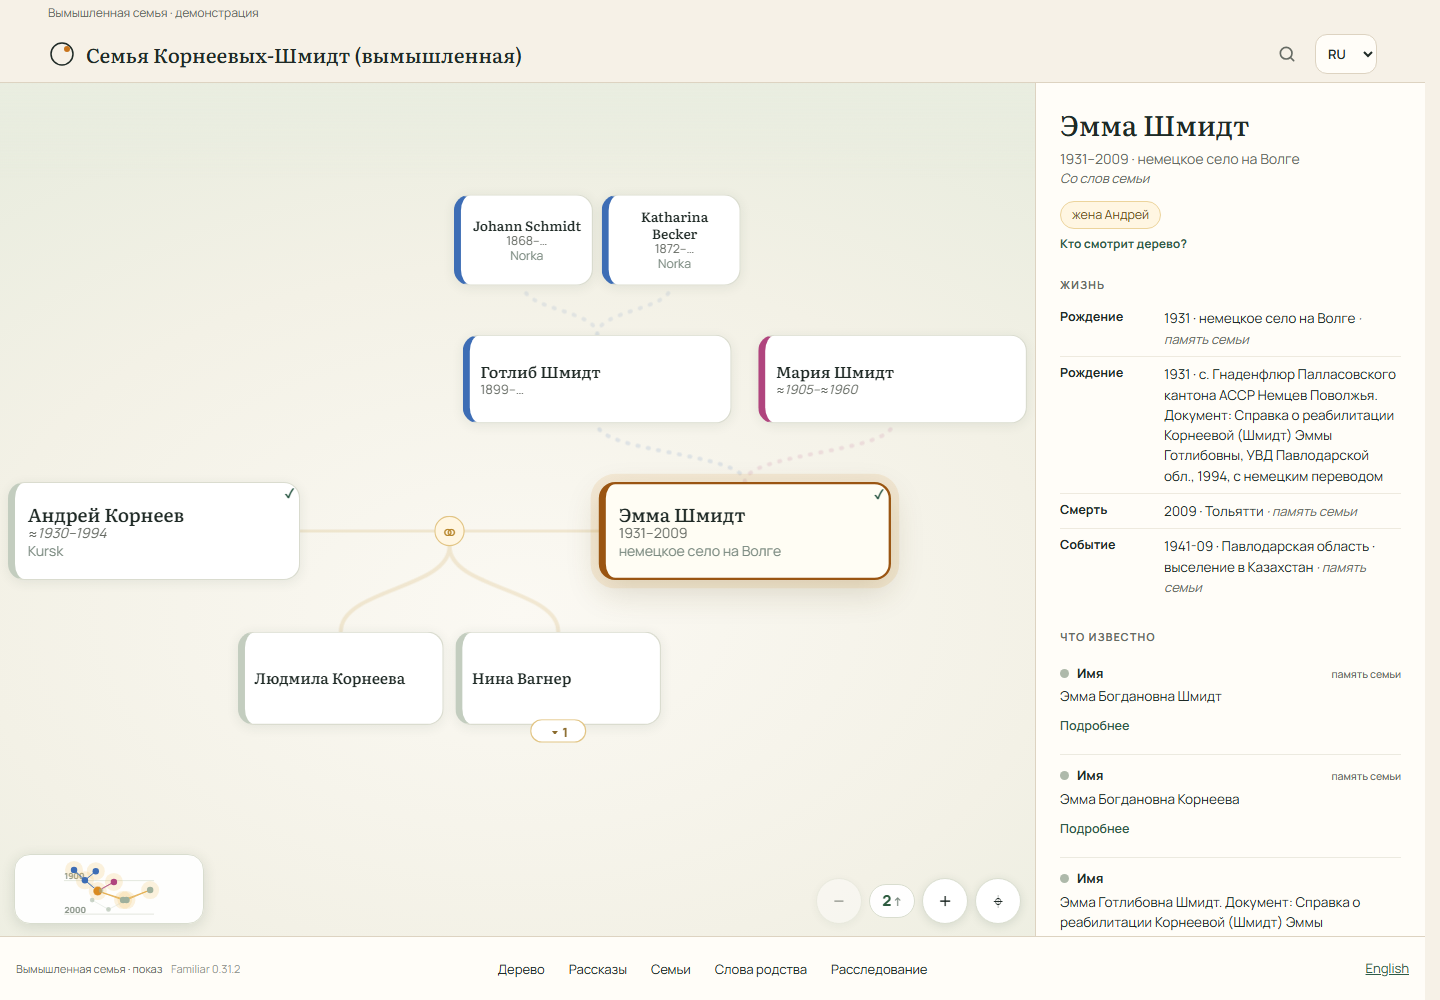 Вымышленная семья · демонстрация
Семья Корнеевых-Шмидт (вымышленная)
RU
Johann Schmidt
1868–…
Norka
Katharina
Becker
1872–…
Norka
Готлиб Шмидт
1899–…
Мария Шмидт
≈1905–≈1960
✓
Андрей Корнеев
≈1930–1994
Kursk
✓
Эмма Шмидт
1931–2009
немецкое село на Волге
Людмила Корнеева
Нина Вагнер
1
1900
2000
−
2↑
+
Эмма Шмидт
1931–2009 · немецкое село на Волге
Со слов семьи
жена Андрей
Кто смотрит дерево?
ЖИЗНЬ
Рождение
1931 · немецкое село на Волге ·
память семьи
Рождение
1931 · с. Гнаденфлюр Палласовского
кантона АССР Немцев Поволжья.
Документ: Справка о реабилитации
Корнеевой (Шмидт) Эммы
Готлибовны, УВД Павлодарской
обл., 1994, с немецким переводом
Смерть
2009 · Тольятти · память семьи
Событие
1941-09 · Павлодарская область ·
выселение в Казахстан · память
семьи
ЧТО ИЗВЕСТНО
Имя
память семьи
Эмма Богдановна Шмидт
Подробнее
Имя
память семьи
Эмма Богдановна Корнеева
Подробнее
Имя
Эмма Готлибовна Шмидт. Документ: Справка о
реабилитации Корнеевой (Шмидт) Эммы
Вымышленная семья · показ Familiar 0.31.2
Дерево Рассказы Семьи Слова родства Расследование
English